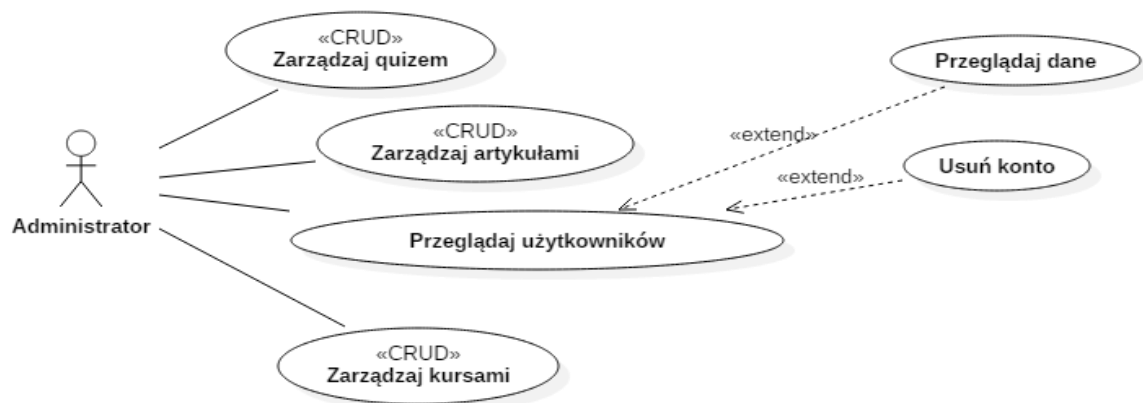 «CRUD»
Zarządzaj quizem
Przeglądaj dane
«CRUD»
Zarządzaj artykułami
«extend»
Usuń konto
«extend»
Administrator
Przeglądaj użytkowników
«CRUD»
Zarządzaj kursami